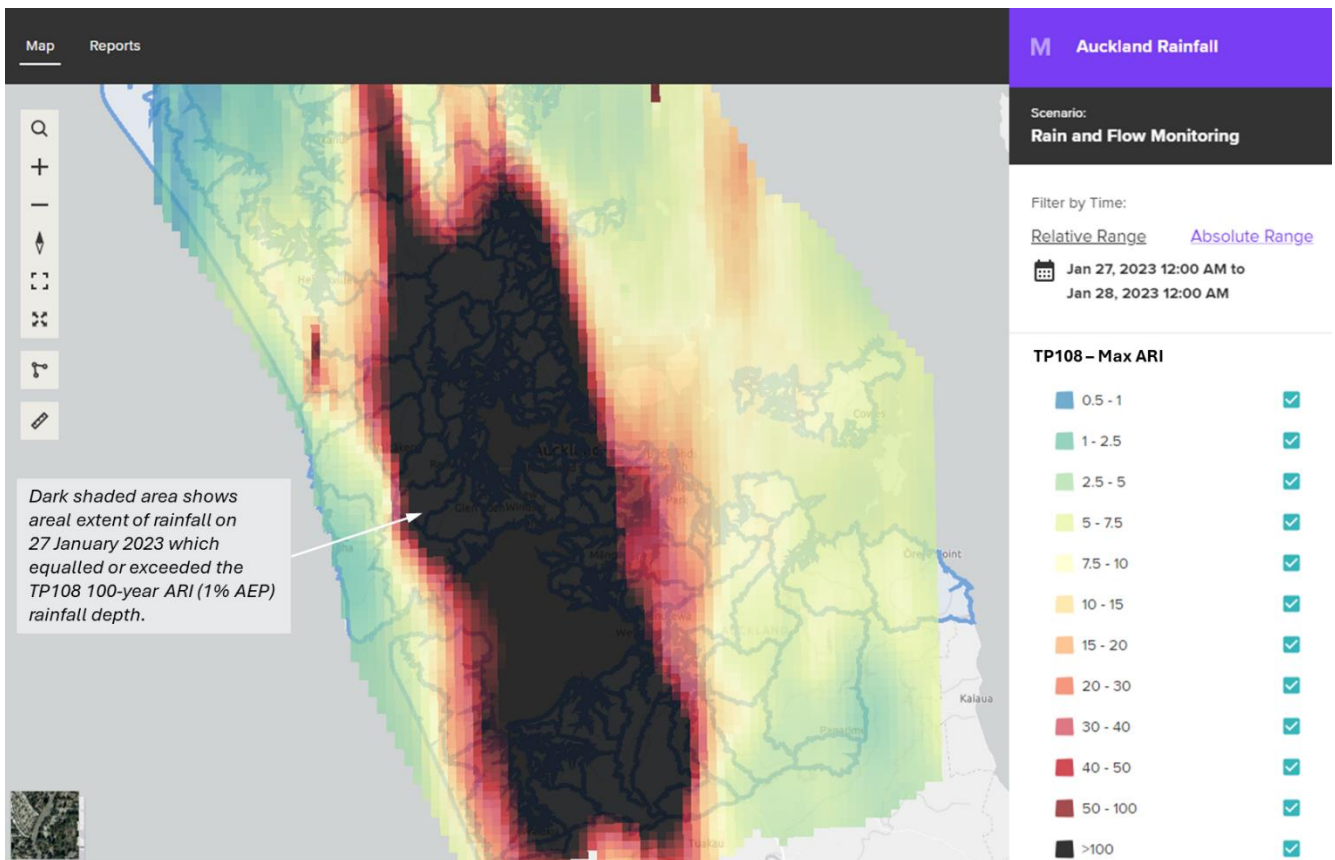 Map Reports
M Auckland Rainfall
Scenario:
Rain and Flow Monitoring
Filter by Time:
Relative Range Absolute Range
Jan 27, 2023 12:00 AM to
Jan 28, 2023 12:00 AM
TP108 – Max ARI
0.5 - 1
1 - 2.5
2.5 - 5
5 - 7.5
7.5 - 10
10 - 15
15 - 20
20 - 30
30 - 40
40 - 50
50 - 100
>100
Dark shaded area shows
areal extent of rainfall on
27 January 2023 which
equalled or exceeded the
TP108 100-year ARI (1% AEP)
rainfall depth.
Kaiaua
Tuakau